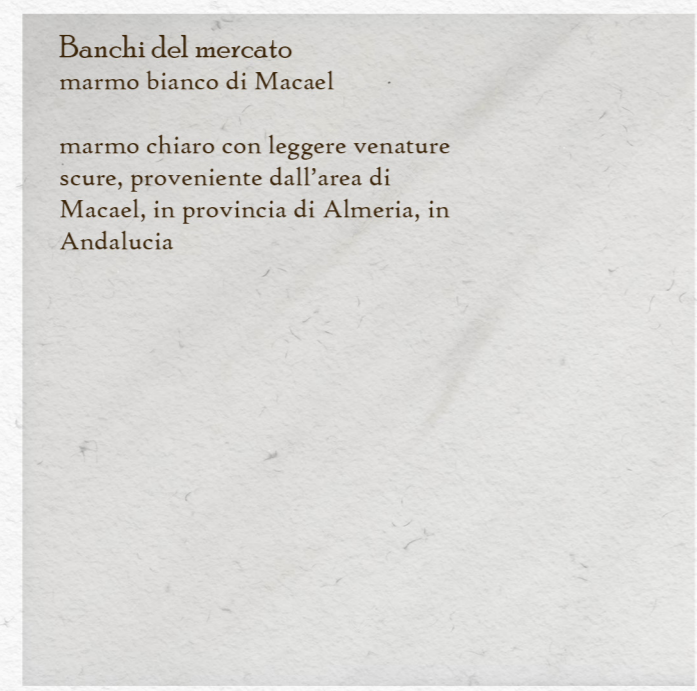 Banchi del mercato
marmo bianco di Macael
marmo chiaro con leggere venature
scure, proveniente dall’area di
Macael, in provincia di Almeria, in
Andalucia